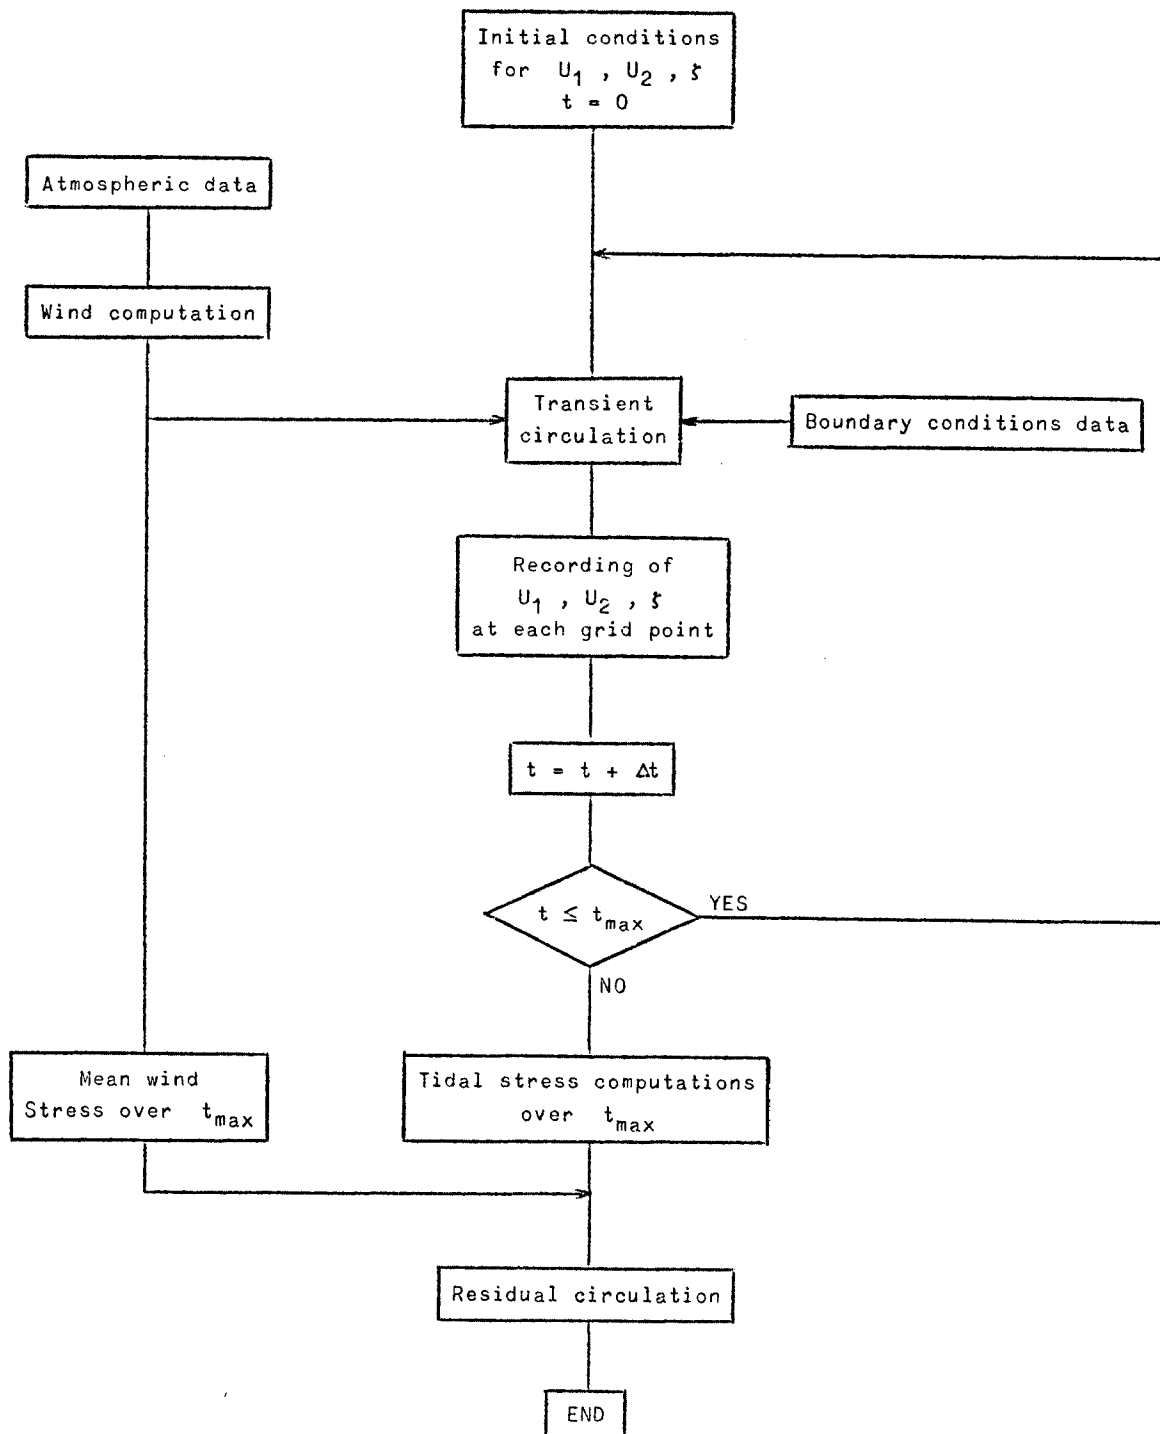 Initial conditions
for U₁ , U₂ , ζ
t = 0
Atmospheric data
Wind computation
Transient
circulation
Boundary conditions data
Recording of
U₁ , U₂ , ζ
at each grid point
t = t + Δt
t ≤ tmax
YES
NO
Mean wind
Stress over tmax
Tidal stress computations
over tmax
Residual circulation
END